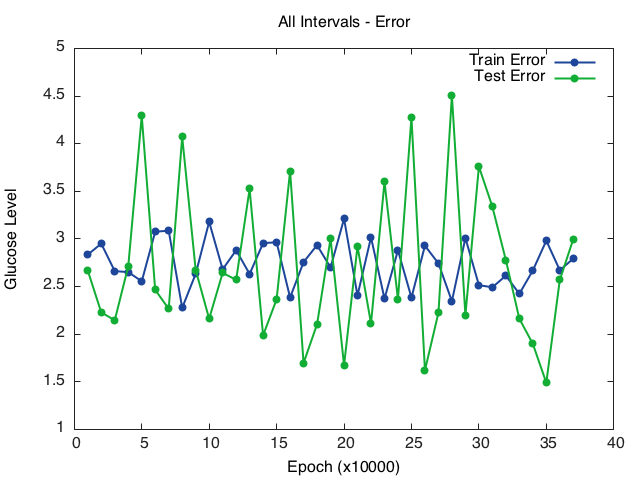 All Intervals - Error
Train Error
Test Error
5
4.5
4
3.5
3
2.5
2
1.5
1
Glucose Level
0 5 10 15 20 25 30 35 40
Epoch (x10000)